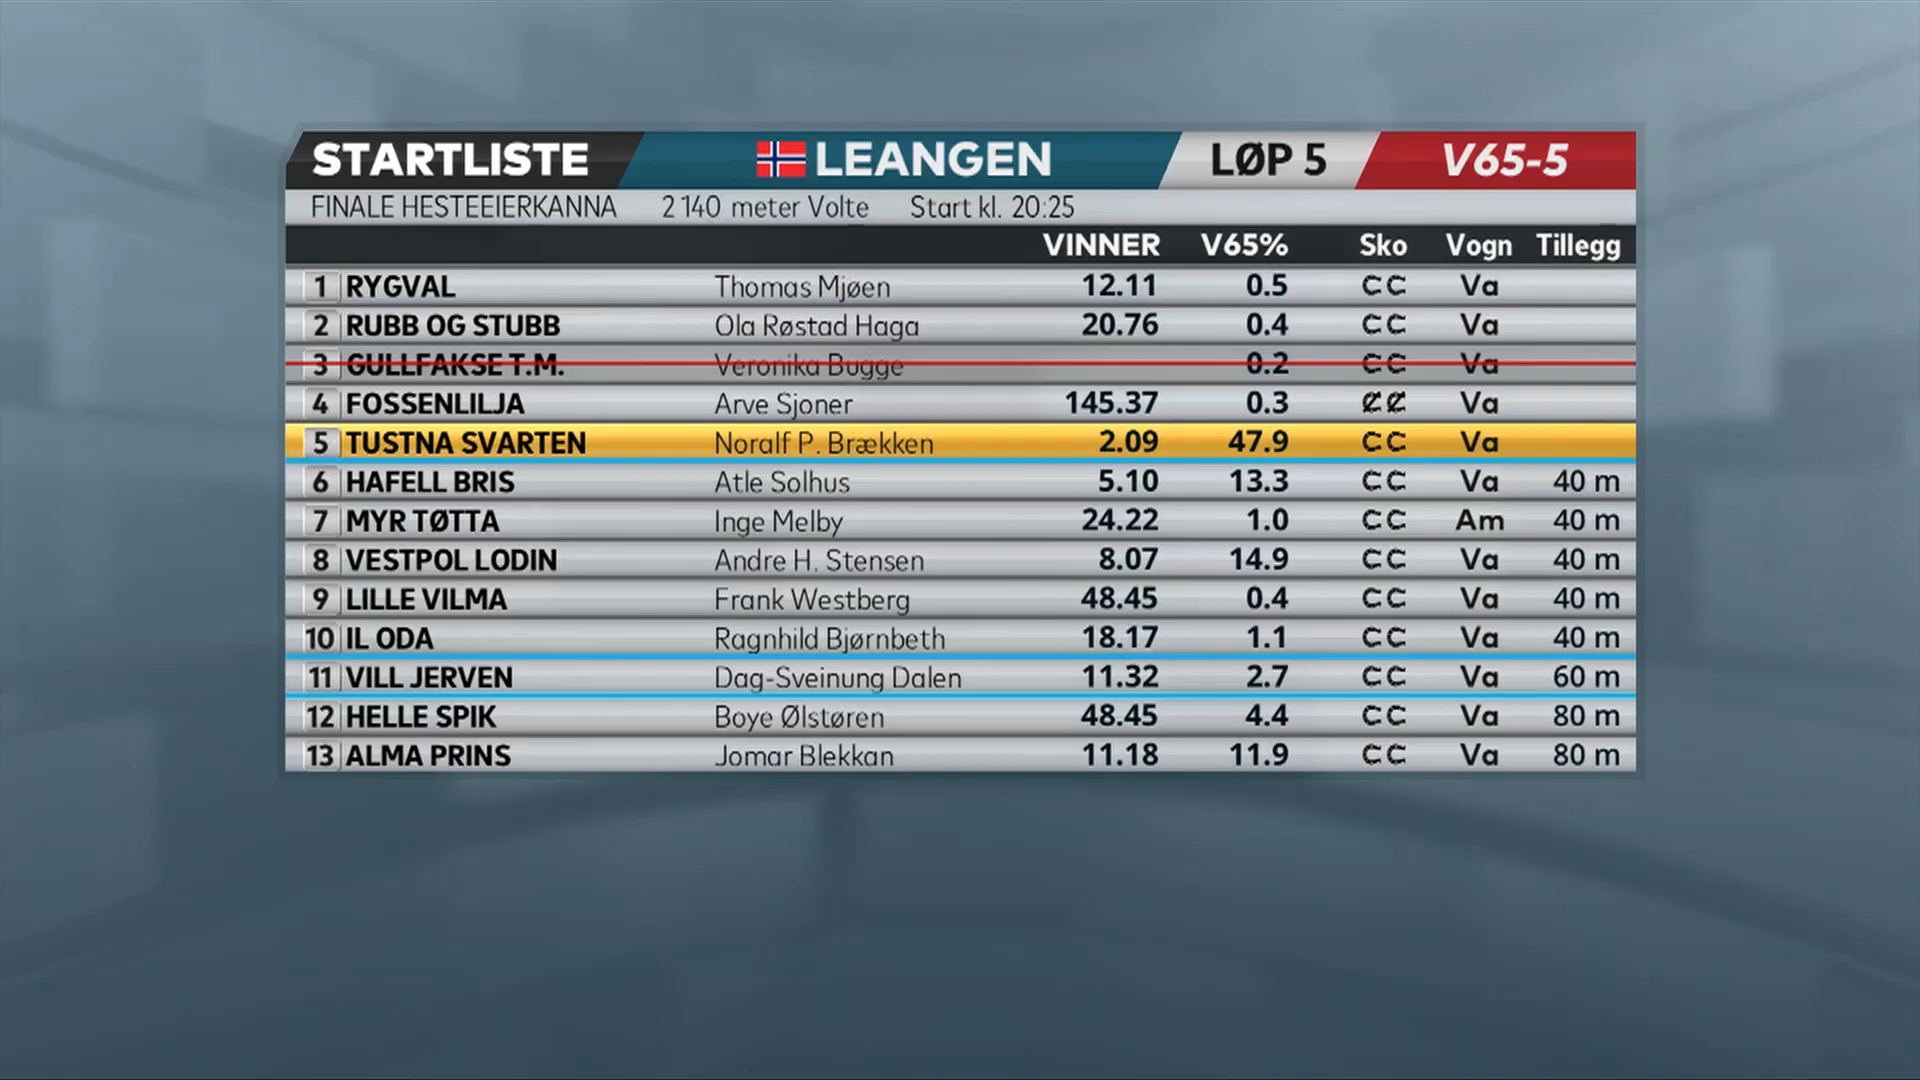 STARTLISTE LEANGEN LØP 5 V65-5
FINALE HESTEEIERKANNA 2140 meter Volte Start kl. 20:25
VINNER V65% Sko Vogn Tillegg
1 RYGVAL Thomas Mjøen 12.11 0.5 C C Va
2 RUBB OG STUBB Ola Røstad Haga 20.76 0.4 C C Va
3 GULLFAKSE T.M. Veronika Bugge 0.2 C C Va
4 FOSSENLILJA Arve Sjoner 145.37 0.3 C C Va
5 TUSTNA SVARTEN Noralf P. Brækken 2.09 47.9 C C Va
6 HAFELL BRIS Atle Solhus 5.10 13.3 C C Va 40 m
7 MYR TØTTA Inge Melby 24.22 1.0 C C Am 40 m
8 VESTPOL LODIN Andre H. Stensen 8.07 14.9 C C Va 40 m
9 LILLE VILMA Frank Westberg 48.45 0.4 C C Va 40 m
10 IL ODA Ragnhild Bjørnbeth 18.17 1.1 C C Va 40 m
11 VILL JERVEN Dag-Sveinung Dalen 11.32 2.7 C C Va 60 m
12 HELLE SPIK Boye Ølstøren 48.45 4.4 C C Va 80 m
13 ALMA PRINS Jomar Blekkan 11.18 11.9 C C Va 80 m